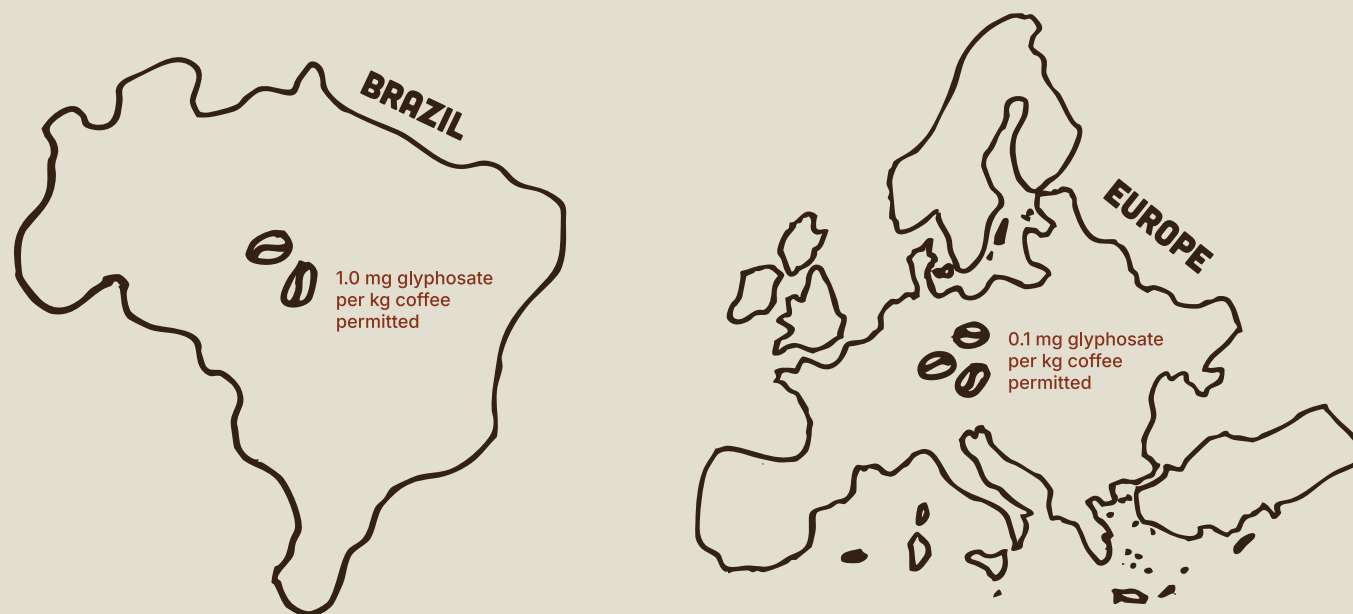 BRAZIL
1.0 mg glyphosate
per kg coffee
permitted
EUROPE
0.1 mg glyphosate
per kg coffee
permitted